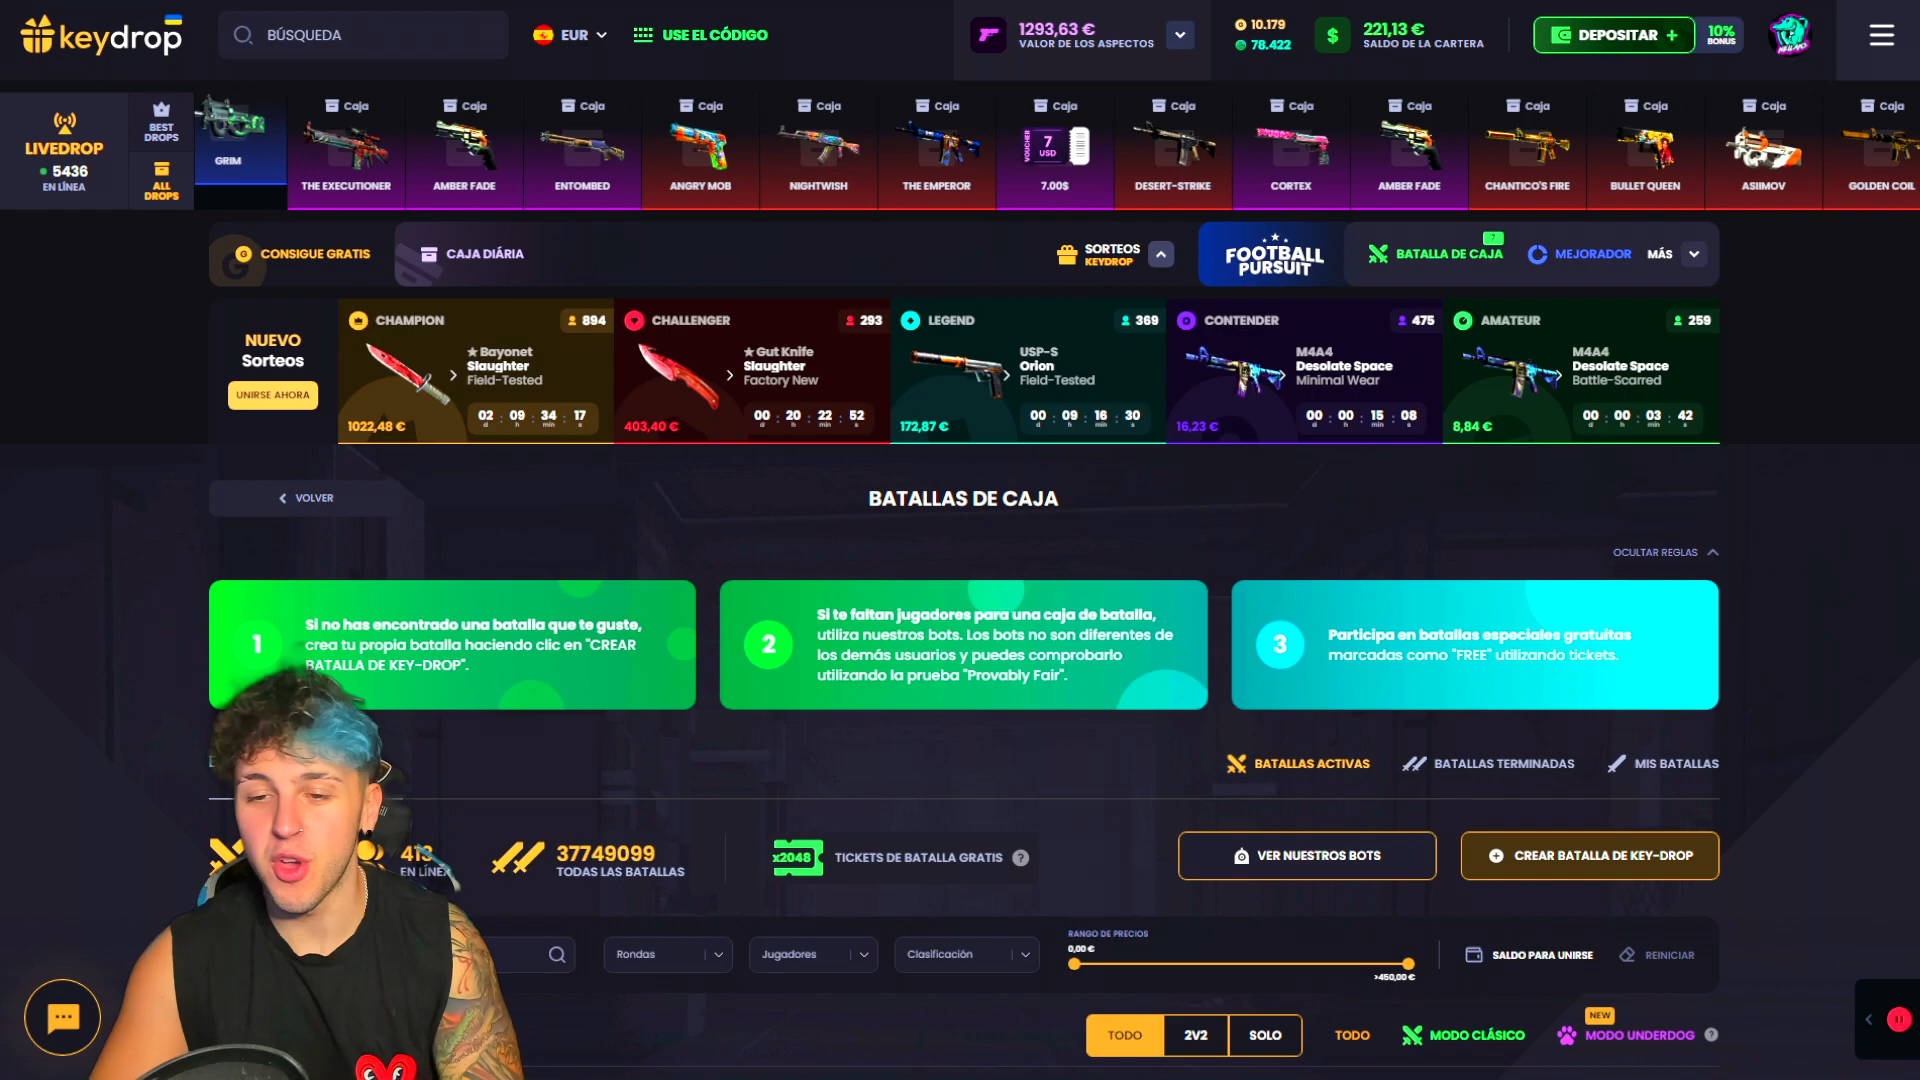 keydrop
BÚSQUEDA
EUR
USE EL CÓDIGO
1293,63 €
VALOR DE LOS ASPECTOS
10.179
78.422
$
221,13 €
SALDO DE LA CARTERA
DEPOSITAR +
10%
BONUS
LIVEDROP
5436
EN LÍNEA
BEST
DROPS
ALL
DROPS
GRIM
Caja
THE EXECUTIONER
Caja
AMBER FADE
Caja
ENTOMBED
Caja
ANGRY MOB
Caja
NIGHTWISH
Caja
THE EMPEROR
Caja
VOUCHER
7
USD
7.00$
Caja
DESERT-STRIKE
Caja
CORTEX
Caja
AMBER FADE
Caja
CHANTICO'S FIRE
Caja
BULLET QUEEN
Caja
ASIIMOV
Caja
GOLDEN COIL
CONSIGUE GRATIS
CAJA DIÁRIA
SORTEOS
KEYDROP
FOOTBALL
PURSUIT
7
BATALLA DE CAJA
MEJORADOR
MÁS
NUEVO
Sorteos
UNIRSE AHORA
CHAMPION
894
★ Bayonet
Slaughter
Field-Tested
02 : 09 : 34 : 17
d h min s
1022,48 €
CHALLENGER
293
★ Gut Knife
Slaughter
Factory New
00 : 20 : 22 : 52
d h min s
403,40 €
LEGEND
369
USP-S
Orion
Field-Tested
00 : 09 : 16 : 30
d h min s
172,87 €
CONTENDER
475
M4A4
Desolate Space
Minimal Wear
00 : 00 : 15 : 08
d h min s
16,23 €
AMATEUR
259
M4A4
Desolate Space
Battle-Scarred
00 : 00 : 03 : 42
d h min s
8,84 €
VOLVER
BATALLAS DE CAJA
OCULTAR REGLAS
1
Si no has encontrado una batalla que te guste,
crea tu propia batalla haciendo clic en "CREAR
BATALLA DE KEY-DROP".
2
Si te faltan jugadores para una caja de batalla,
utiliza nuestros bots. Los bots no son diferentes de
los demás usuarios y puedes comprobarlo
utilizando la prueba "Provably Fair".
3
Participa en batallas especiales gratuitas
marcadas como "FREE" utilizando tickets.
BATALLAS ACTIVAS
BATALLAS TERMINADAS
MIS BATALLAS
413
EN LÍNEA
37749099
TODAS LAS BATALLAS
x2048
TICKETS DE BATALLA GRATIS
?
VER NUESTROS BOTS
CREAR BATALLA DE KEY-DROP
Rondas
Jugadores
Clasificación
RANGO DE PRECIOS
0,00 €
>450,00 €
SALDO PARA UNIRSE
REINICIAR
TODO
2V2
SOLO
TODO
MODO CLÁSICO
NEW
MODO UNDERDOG
?